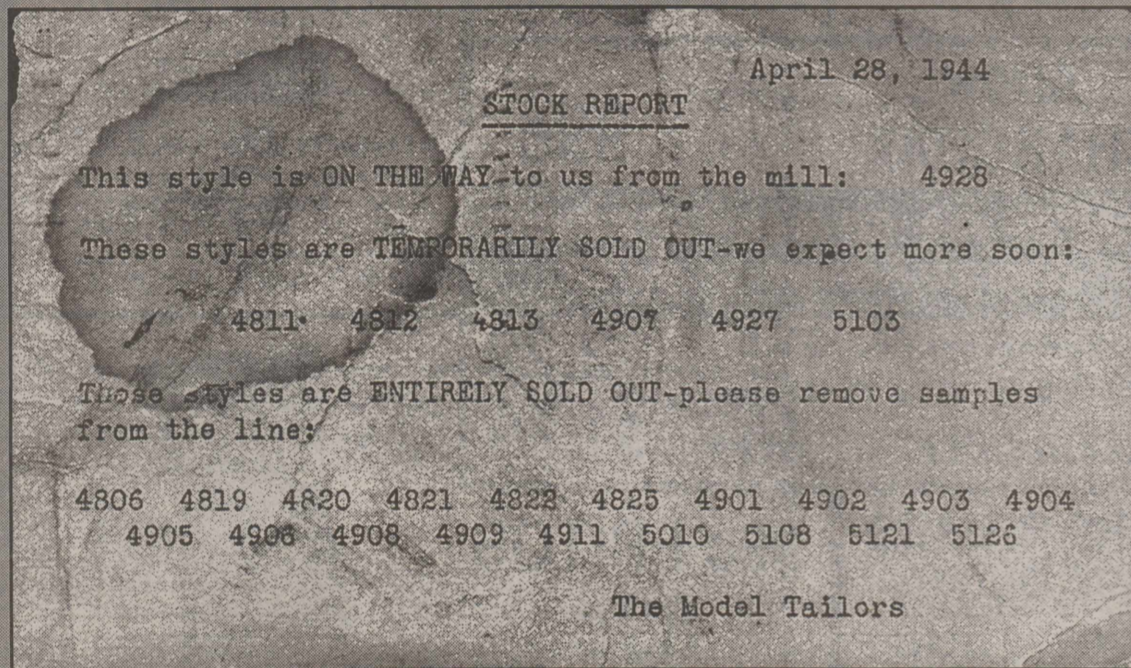 April 28, 1944
STOCK REPORT
This style is ON THE WAY to us from the mill: 4928
These styles are TEMPORARILY SOLD OUT-we expect more soon:
4811 4812 4813 4907 4927 5103
These styles are ENTIRELY SOLD OUT-please remove samples
from the line:
4806 4819 4820 4821 4822 4825 4901 4902 4903 4904
4905 4906 4908 4909 4911 5010 5108 5121 5126
The Model Tailors